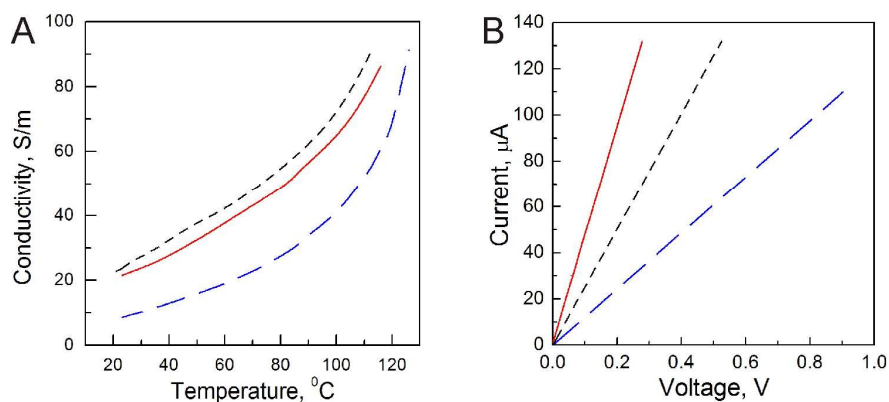 A
B
Conductivity, S/m
100
80
60
40
20
0
20 40 60 80 100 120
Temperature, ⁰C
Current, µA
140
120
100
80
60
40
20
0
0.0 0.2 0.4 0.6 0.8 1.0
Voltage, V